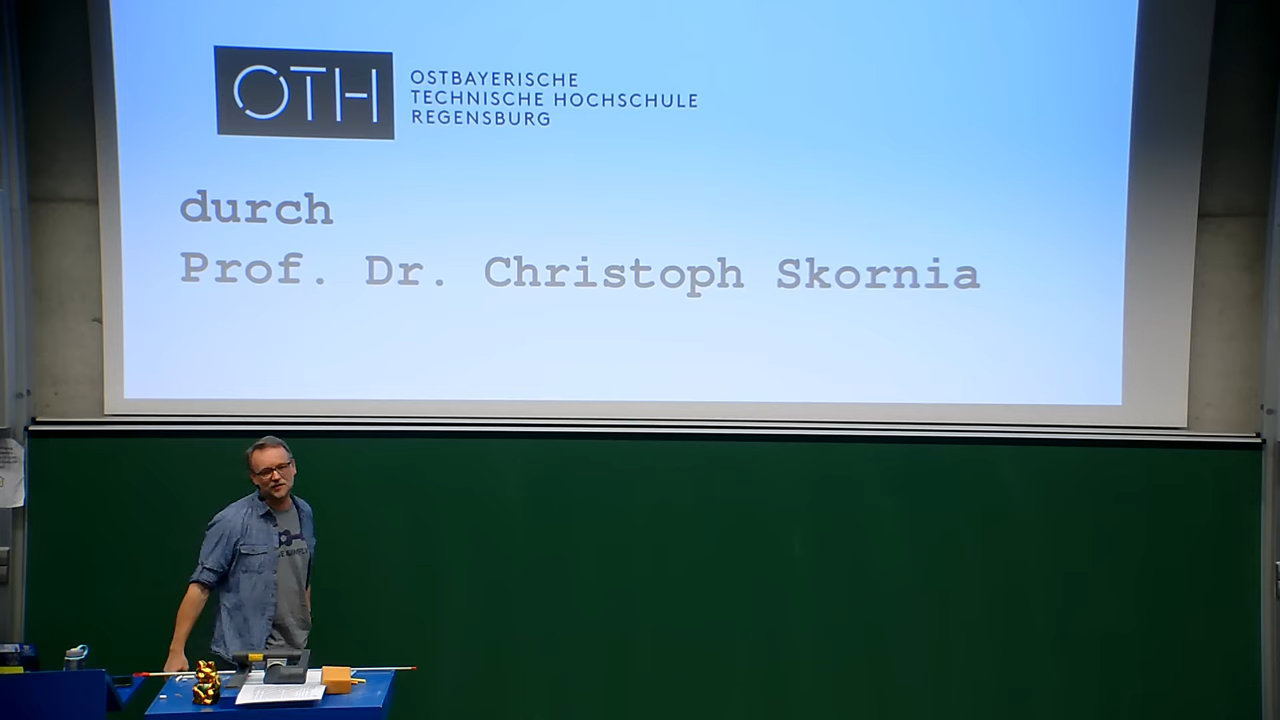 OTH
OSTBAYERISCHE
TECHNISCHE HOCHSCHULE
REGENSBURG
durch
Prof. Dr. Christoph Skornia